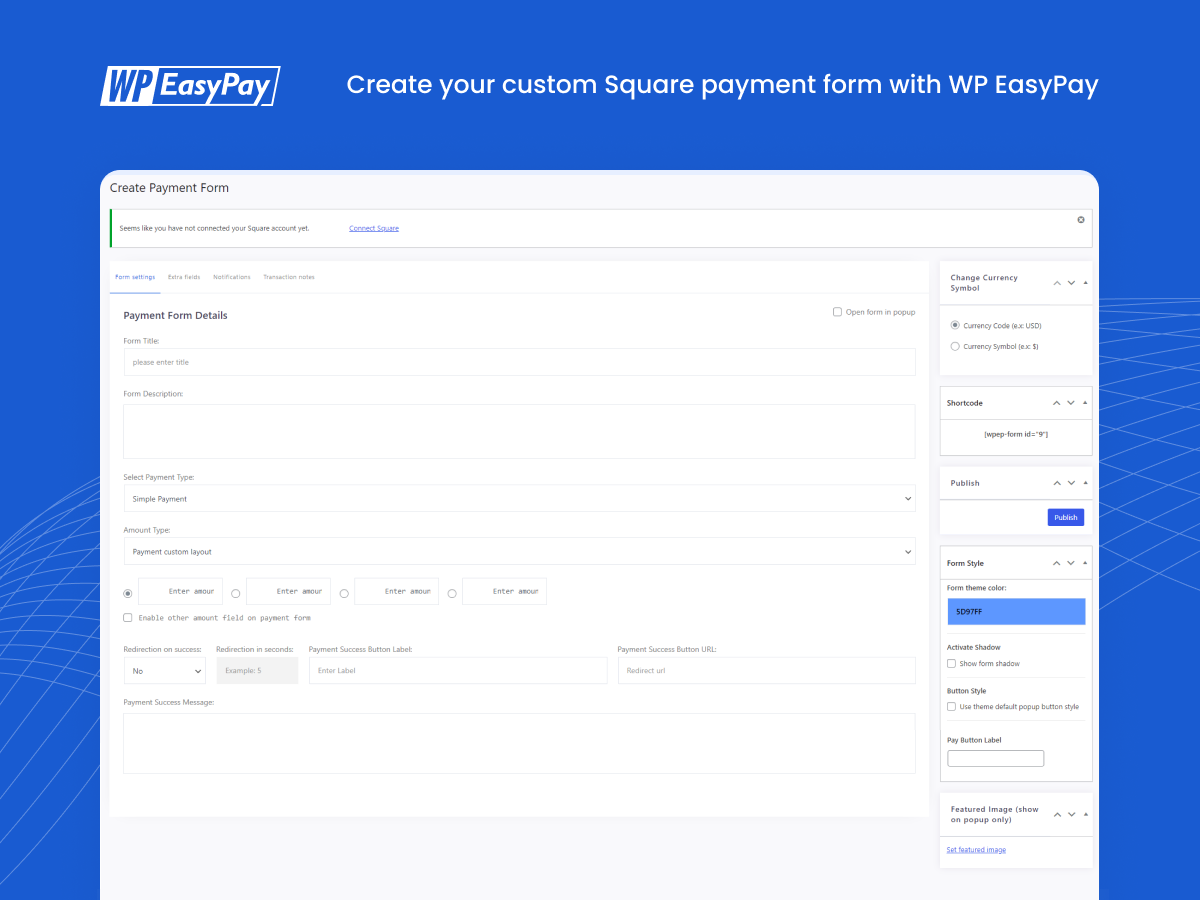 WP EasyPay
Create your custom Square payment form with WP EasyPay
Create Payment Form
Seems like you have not connected your Square account yet. Connect Square
Form settings Extra fields Notifications Transaction notes
Payment Form Details
Open form in popup
Form Title:
please enter title
Form Description:
Select Payment Type:
Simple Payment
Amount Type:
Payment custom layout
Enter amour Enter amour Enter amour Enter amour
Enable other amount field on payment form
Redirection on success: Redirection in seconds: Payment Success Button Label: Payment Success Button URL:
No Example: 5 Enter Label Redirect url
Payment Success Message:
Change Currency
Symbol
Currency Code (e.x: USD)
Currency Symbol (e.x: $)
Shortcode
[wpep-form id="9"]
Publish
Publish
Form Style
Form theme color:
5D97FF
Activate Shadow
Show form shadow
Button Style
Use theme default popup button style
Pay Button Label
Featured Image (show
on popup only)
Set featured image